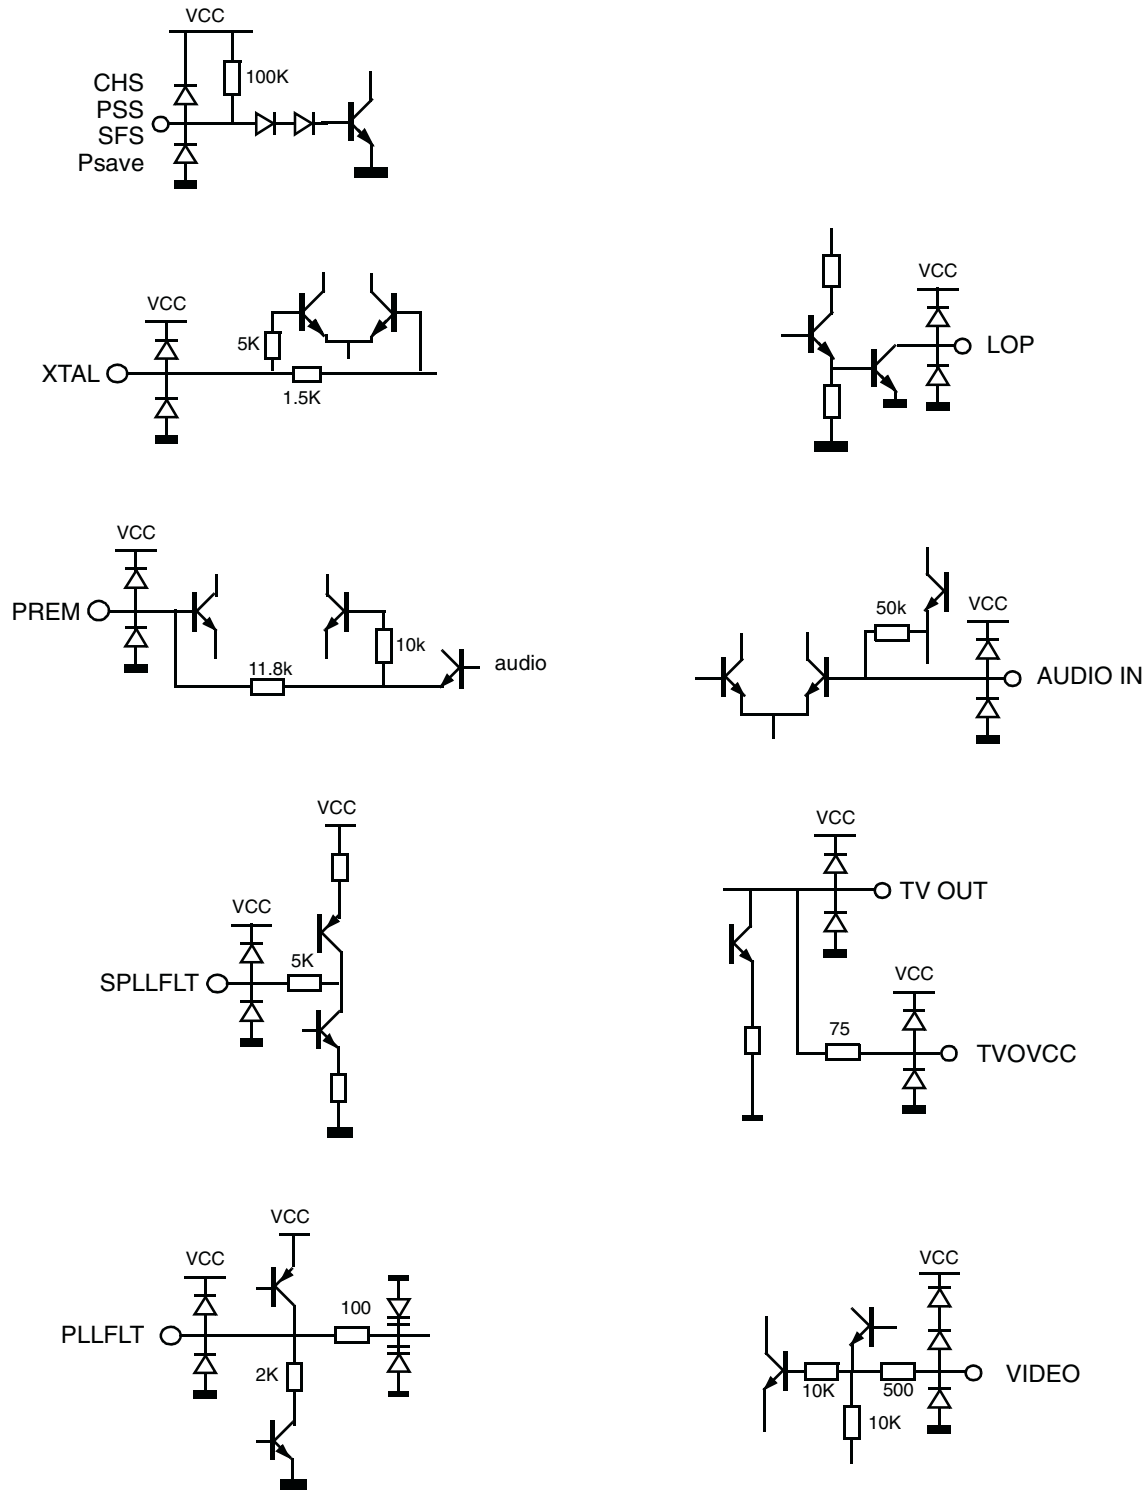 VCC
CHS
PSS
SFS
Psave
100K
VCC
XTAL
5K
1.5K
VCC
LOP
VCC
PREM
11.8k
10k
audio
50k
VCC
AUDIO IN
VCC
VCC
SPLLFLT
5K
VCC
TV OUT
VCC
75
TVOVCC
VCC
VCC
PLLFLT
100
2K
VCC
10K
500
VIDEO
10K